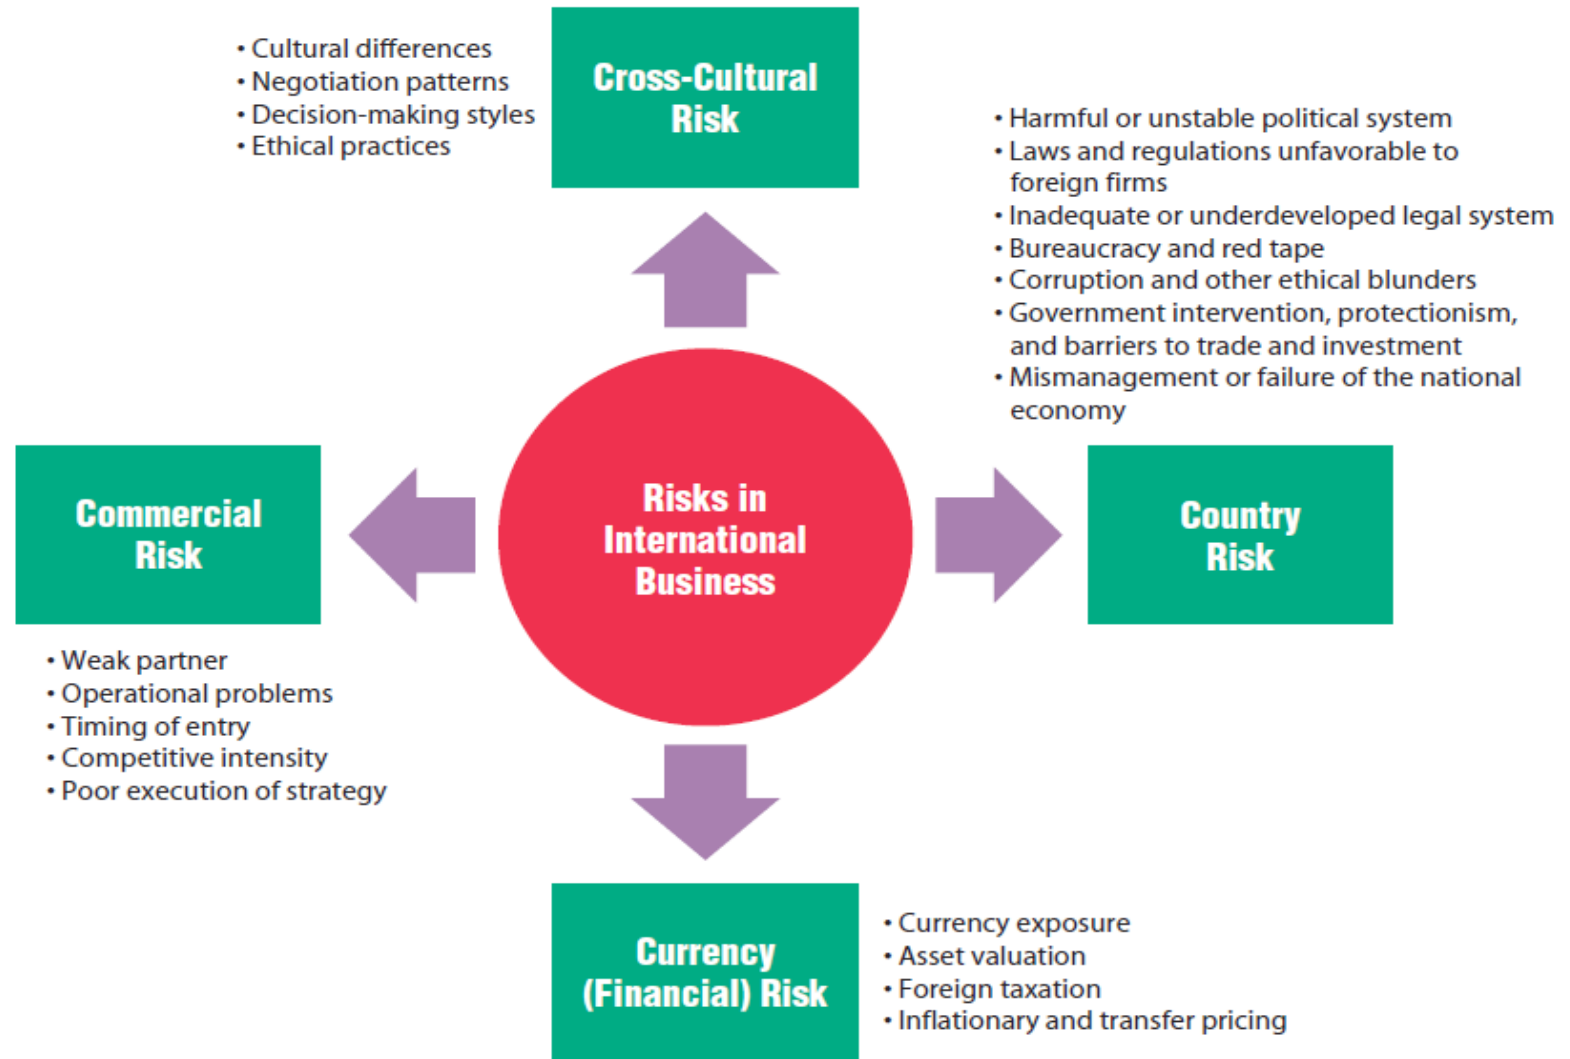 • Cultural differences
• Negotiation patterns
• Decision-making styles
• Ethical practices
Cross-Cultural
Risk
• Harmful or unstable political system
• Laws and regulations unfavorable to
foreign firms
• Inadequate or underdeveloped legal system
• Bureaucracy and red tape
• Corruption and other ethical blunders
• Government intervention, protectionism,
and barriers to trade and investment
• Mismanagement or failure of the national
economy
Commercial
Risk
Risks in
International
Business
Country
Risk
• Weak partner
• Operational problems
• Timing of entry
• Competitive intensity
• Poor execution of strategy
Currency
(Financial) Risk
• Currency exposure
• Asset valuation
• Foreign taxation
• Inflationary and transfer pricing